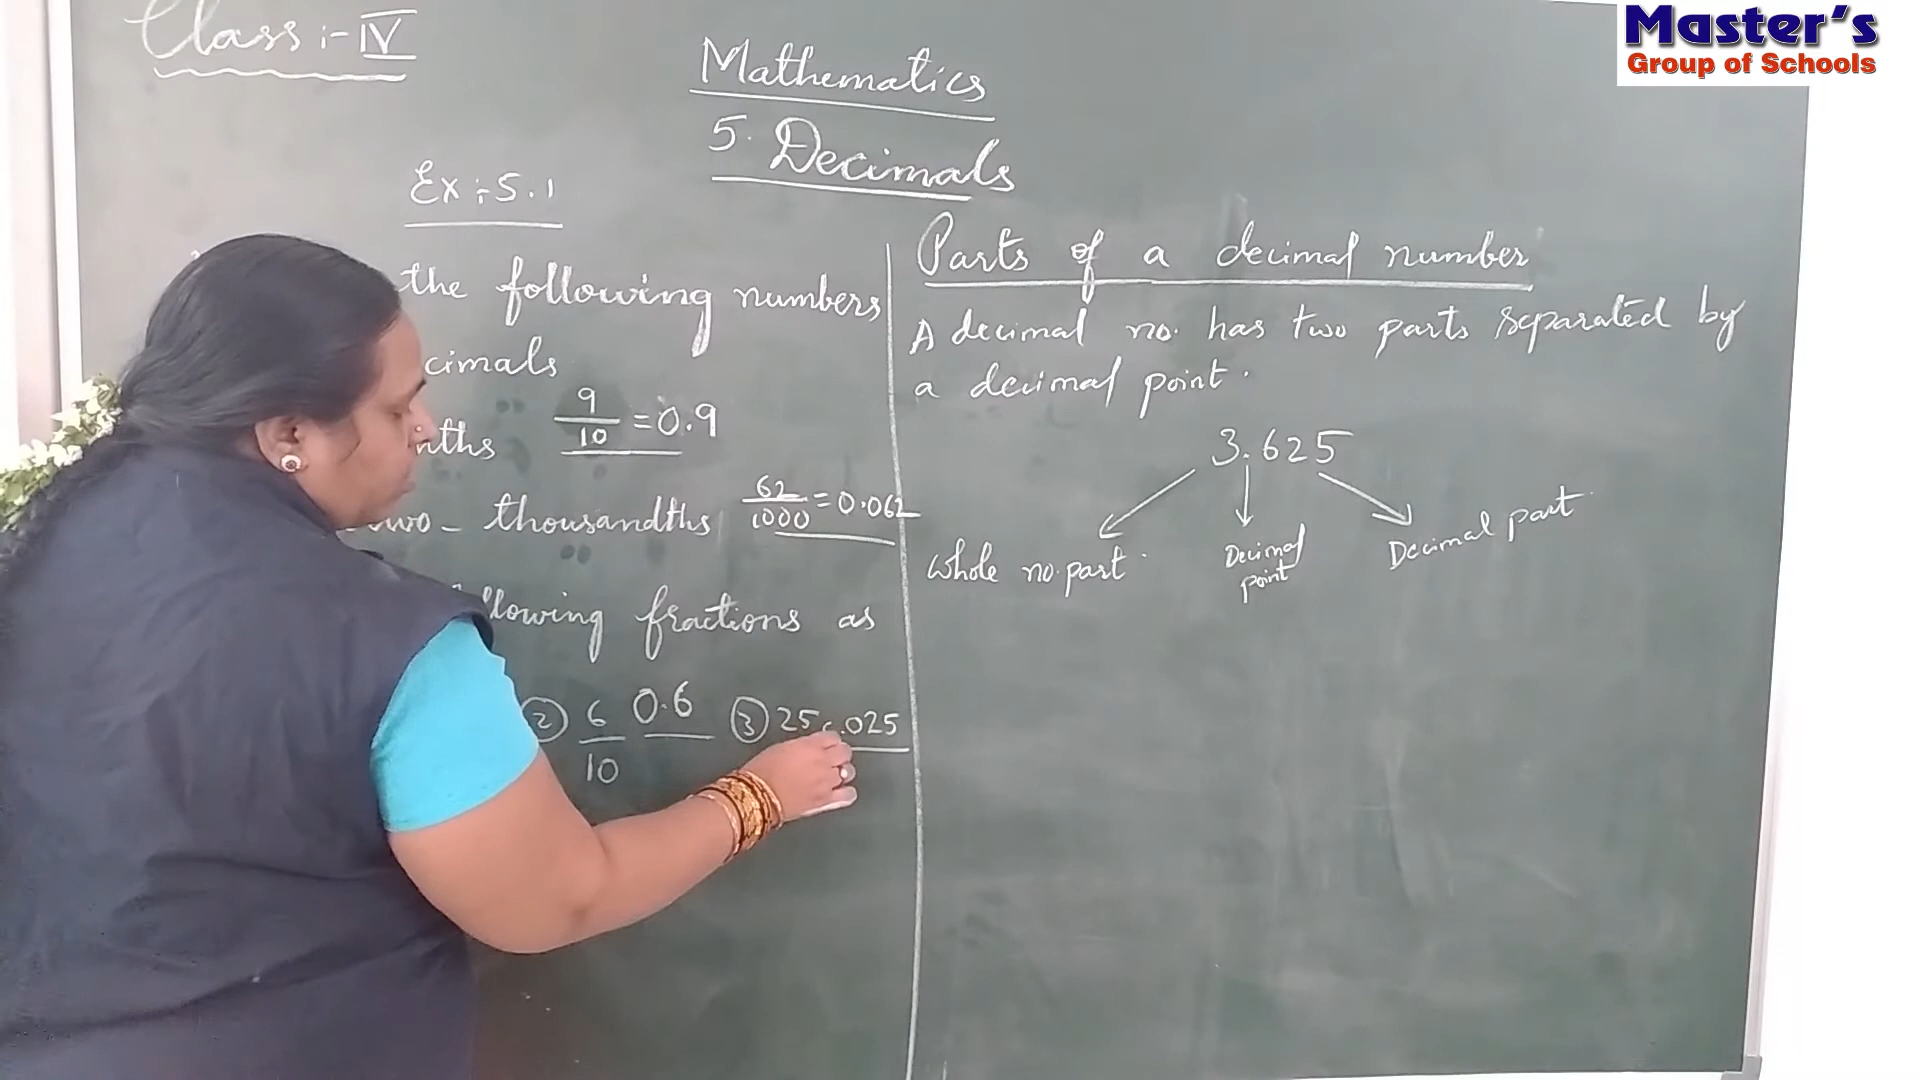 Class :- IV
Master's
Group of Schools
Mathematics
5. Decimals
Ex :- 5.1
the following numbers
cimals
nths 9/10 = 0.9
two - thousandths 62/1000 = 0.062
llowing fractions as
② 6/10 0.6 ③ 25 .025
Parts of a decimal number
A decimal no. has two parts separated by
a decimal point.
3.625
Whole no. part.
Decimal
point
Decimal part